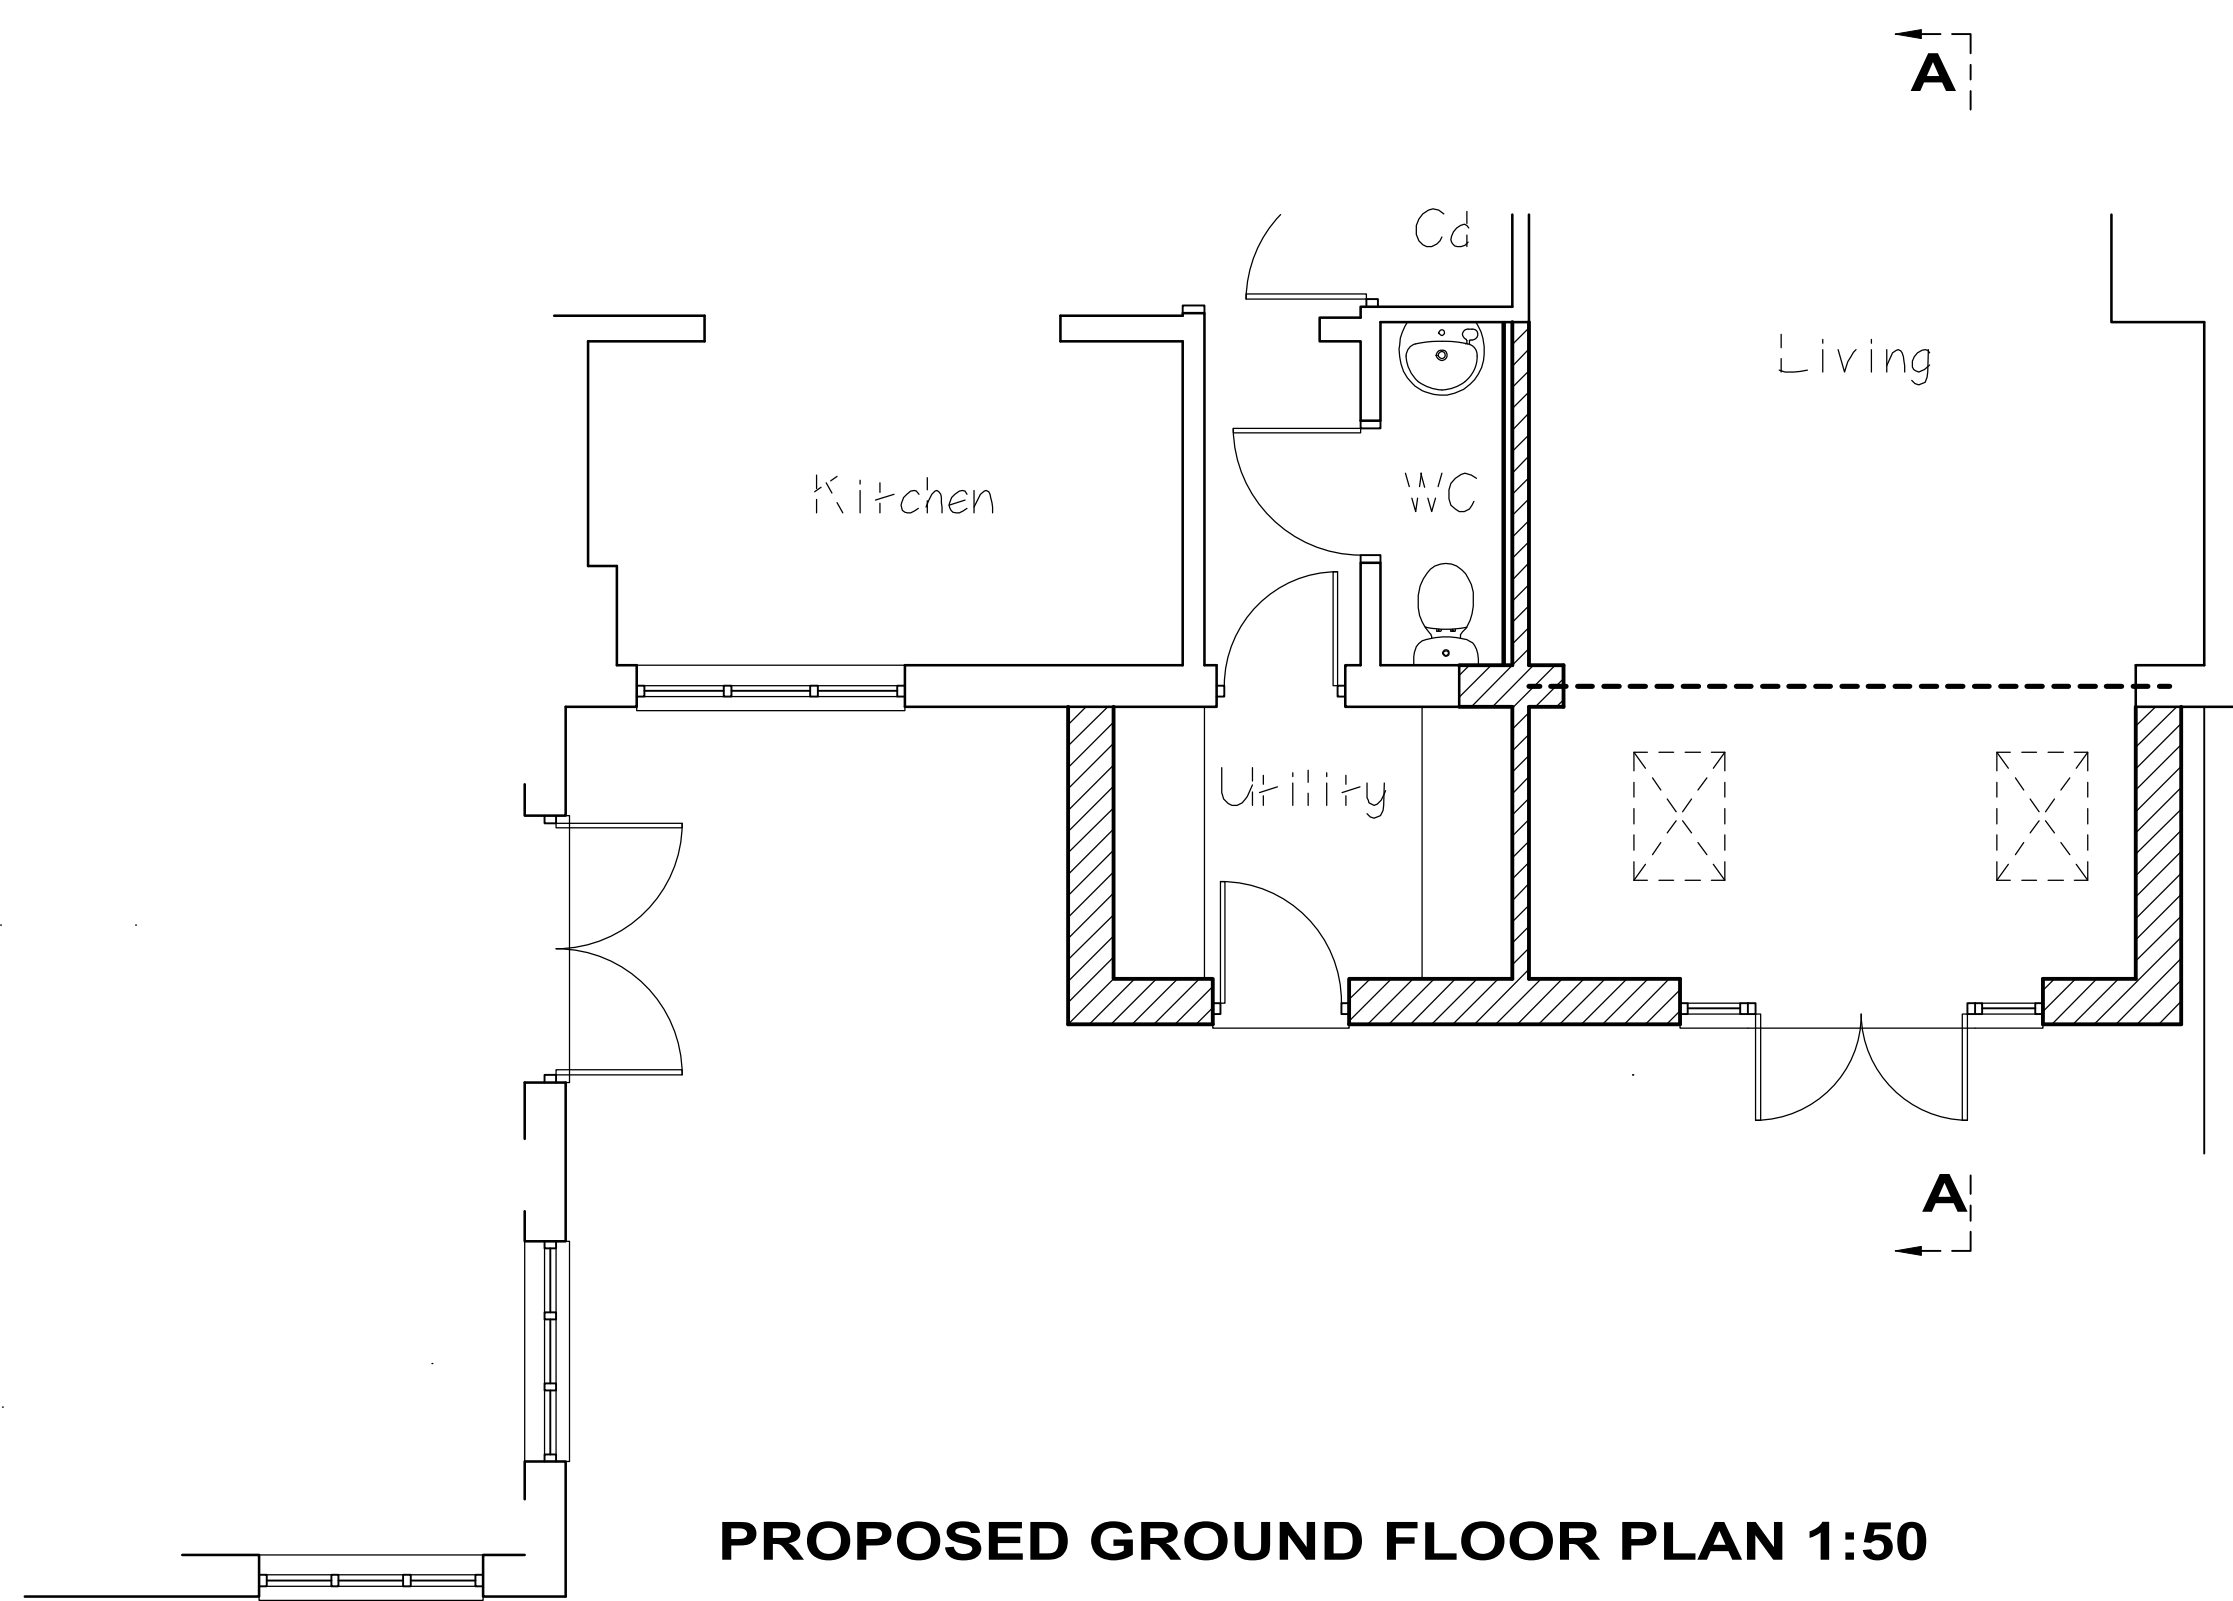 A
Cd
Living
Kitchen
WC
Utility
A
PROPOSED GROUND FLOOR PLAN 1:50